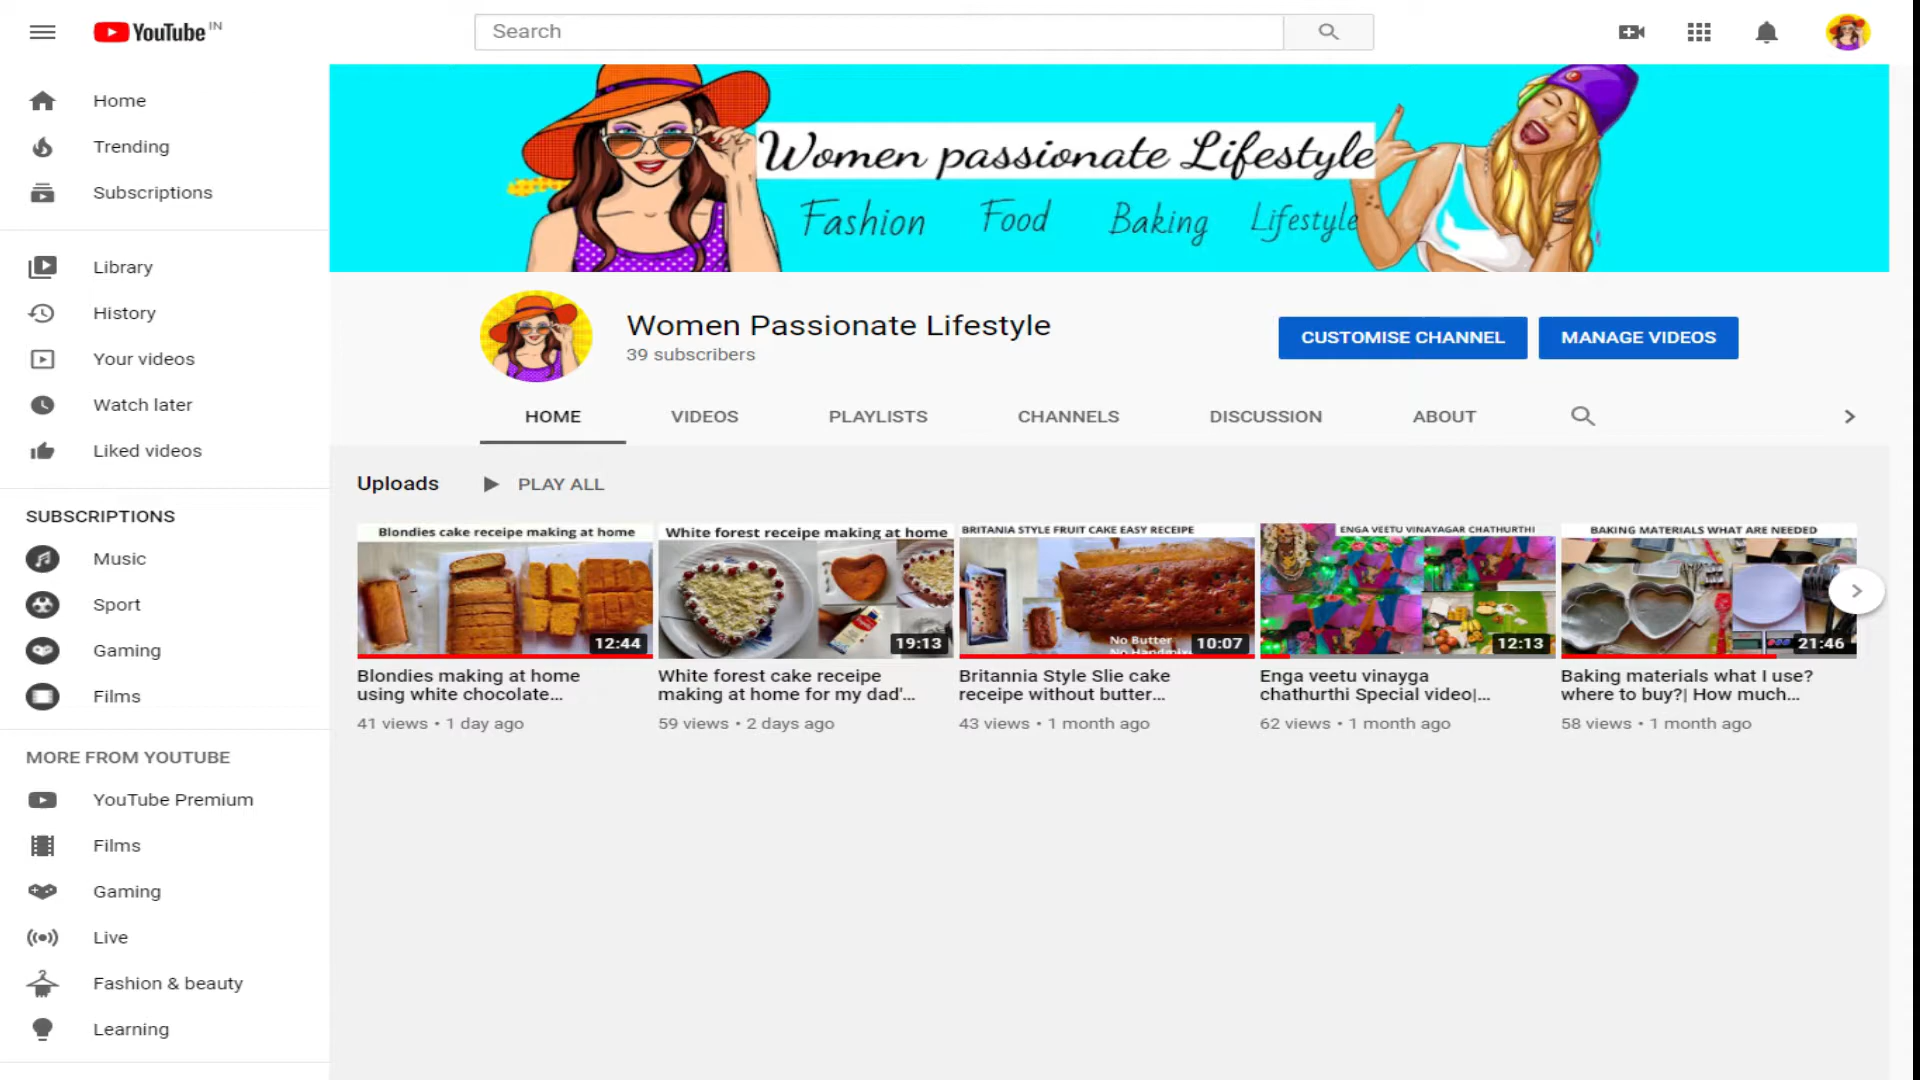 YouTube IN
Search
Home
Trending
Subscriptions
Library
History
Your videos
Watch later
Liked videos
SUBSCRIPTIONS
Music
Sport
Gaming
Films
MORE FROM YOUTUBE
YouTube Premium
Films
Gaming
Live
Fashion & beauty
Learning
Women passionate Lifestyle
Fashion Food Baking Lifestyle
Women Passionate Lifestyle
39 subscribers
CUSTOMISE CHANNEL
MANAGE VIDEOS
HOME VIDEOS PLAYLISTS CHANNELS DISCUSSION ABOUT
Uploads PLAY ALL
Blondies cake receipe making at home
12:44
Blondies making at home
using white chocolate...
41 views • 1 day ago
White forest receipe making at home
19:13
White forest cake receipe
making at home for my dad'...
59 views • 2 days ago
BRITANIA STYLE FRUIT CAKE EASY RECEIPE
No Butter
10:07
Britannia Style Slie cake
receipe without butter...
43 views • 1 month ago
ENGA VEETU VINAYAGAR CHATHURTHI
12:13
Enga veetu vinayga
chathurthi Special video|...
62 views • 1 month ago
BAKING MATERIALS WHAT ARE NEEDED
21:46
Baking materials what I use?
where to buy?| How much...
58 views • 1 month ago